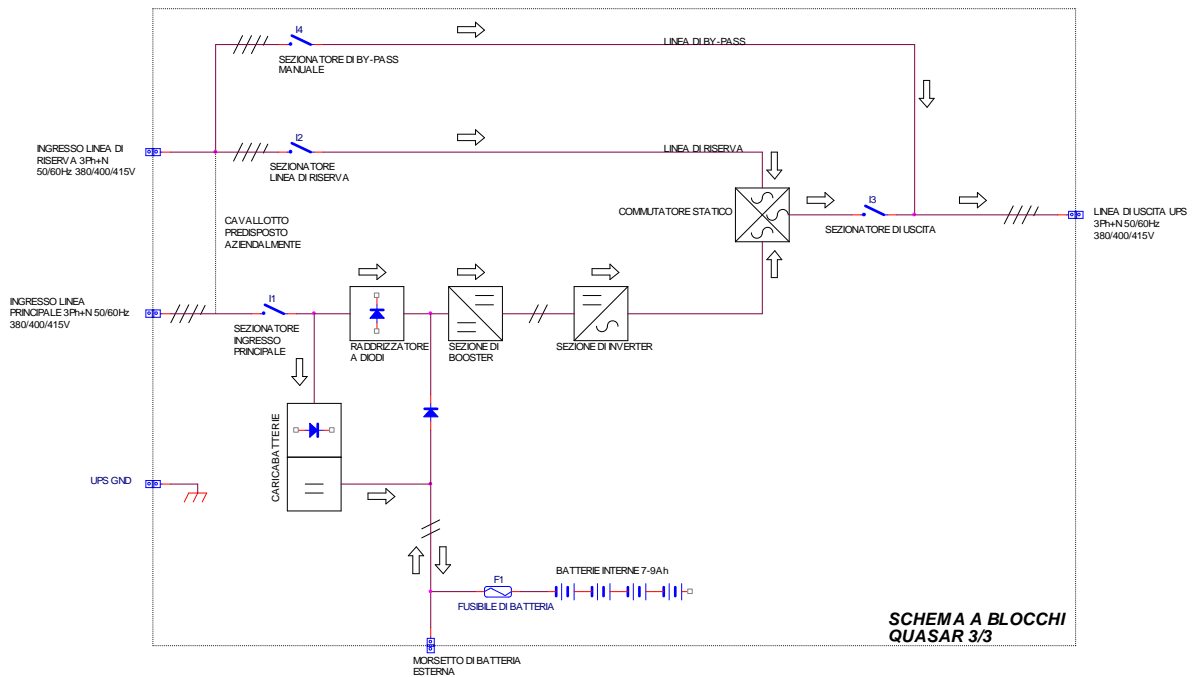 I4
LINEA DI BY-PASS
SEZIONATORE DI BY-PASS
MANUALE
INGRESSO LINEA DI
RISERVA 3Ph+N
50/60Hz 380/400/415V
I2
LINEA DI RISERVA
SEZIONATORE
LINEA DI RISERVA
COMMUTATORE STATICO
I3
SEZIONATORE DI USCITA
LINEA DI USCITA UPS
3Ph+N 50/60Hz
380/400/415V
CAVALLOTTO
PREDISPOSTO
AZIENDALMENTE
INGRESSO LINEA
PRINCIPALE 3Ph+N 50/60Hz
380/400/415V
I1
SEZIONATORE
INGRESSO
PRINCIPALE
RADDRIZZATORE
A DIODI
SEZIONE DI
BOOSTER
SEZIONE DI INVERTER
CARICABATTERIE
UPS GND
F1
FUSIBILE DI BATTERIA
BATTERIE INTERNE 7-9Ah
MORSETTO DI BATTERIA
ESTERNA
SCHEMA A BLOCCHI
QUASAR 3/3